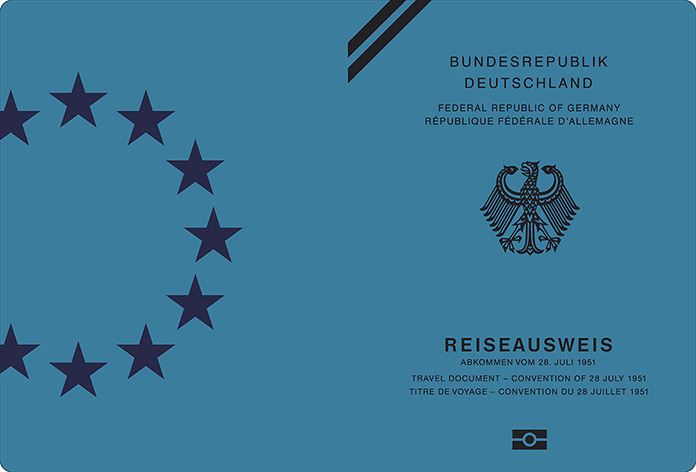 BUNDESREPUBLIK
DEUTSCHLAND
FEDERAL REPUBLIC OF GERMANY
RÉPUBLIQUE FÉDÉRALE D'ALLEMAGNE
REISEAUSWEIS
ABKOMMEN VOM 28. JULI 1951
TRAVEL DOCUMENT – CONVENTION OF 28 JULY 1951
TITRE DE VOYAGE – CONVENTION DU 28 JUILLET 1951